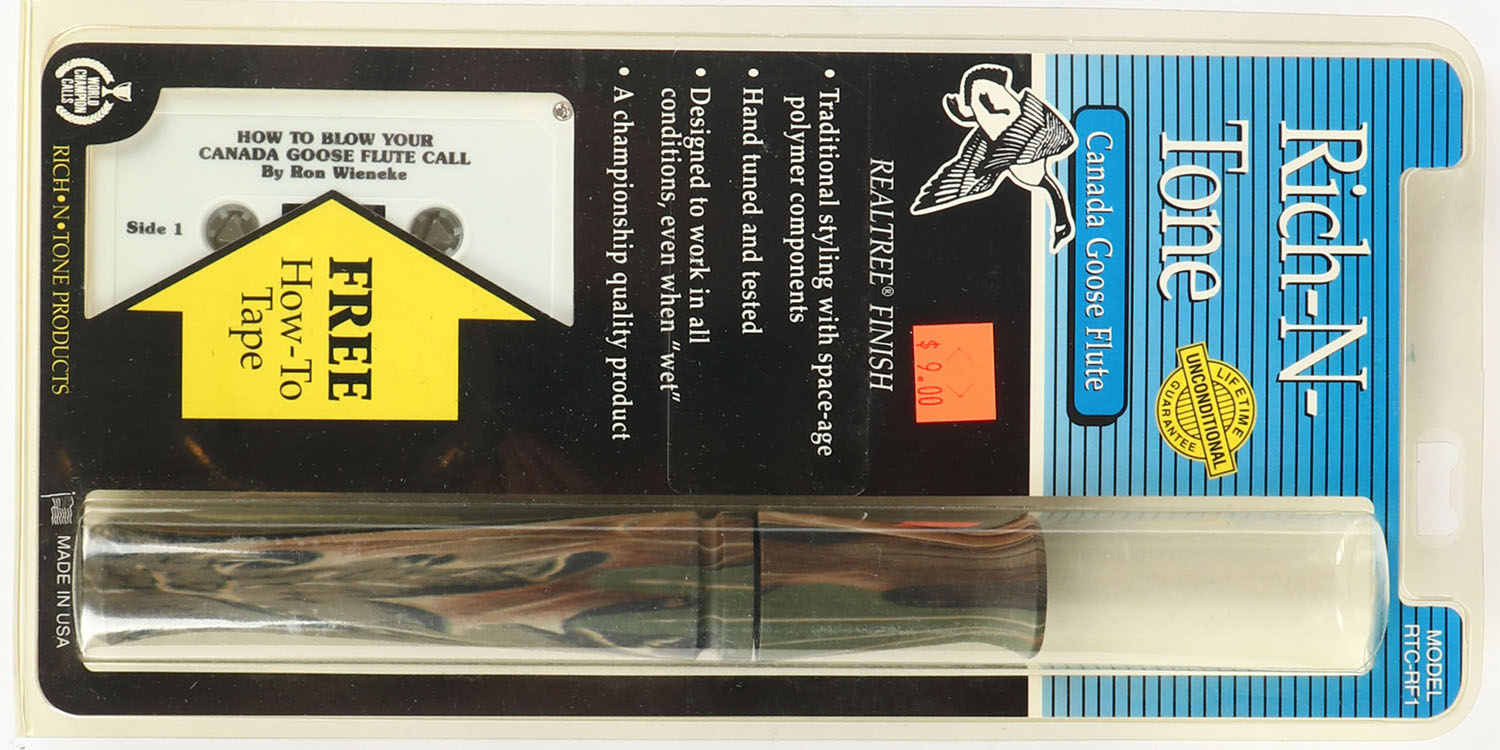 Rich-N-
Tone
Canada Goose Flute
LIFETIME
UNCONDITIONAL
GUARANTEE
MODEL
RTC-RF1
$9.00
REALTREE® FINISH
• Traditional styling with space-age
polymer components
• Hand tuned and tested
• Designed to work in all
conditions, even when "wet"
• A championship quality product
HOW TO BLOW YOUR
CANADA GOOSE FLUTE CALL
By Ron Wieneke
Side 1
FREE
How-To
Tape
WORLD
CHAMPION
CALLS
RICH•N•TONE PRODUCTS
MADE IN USA